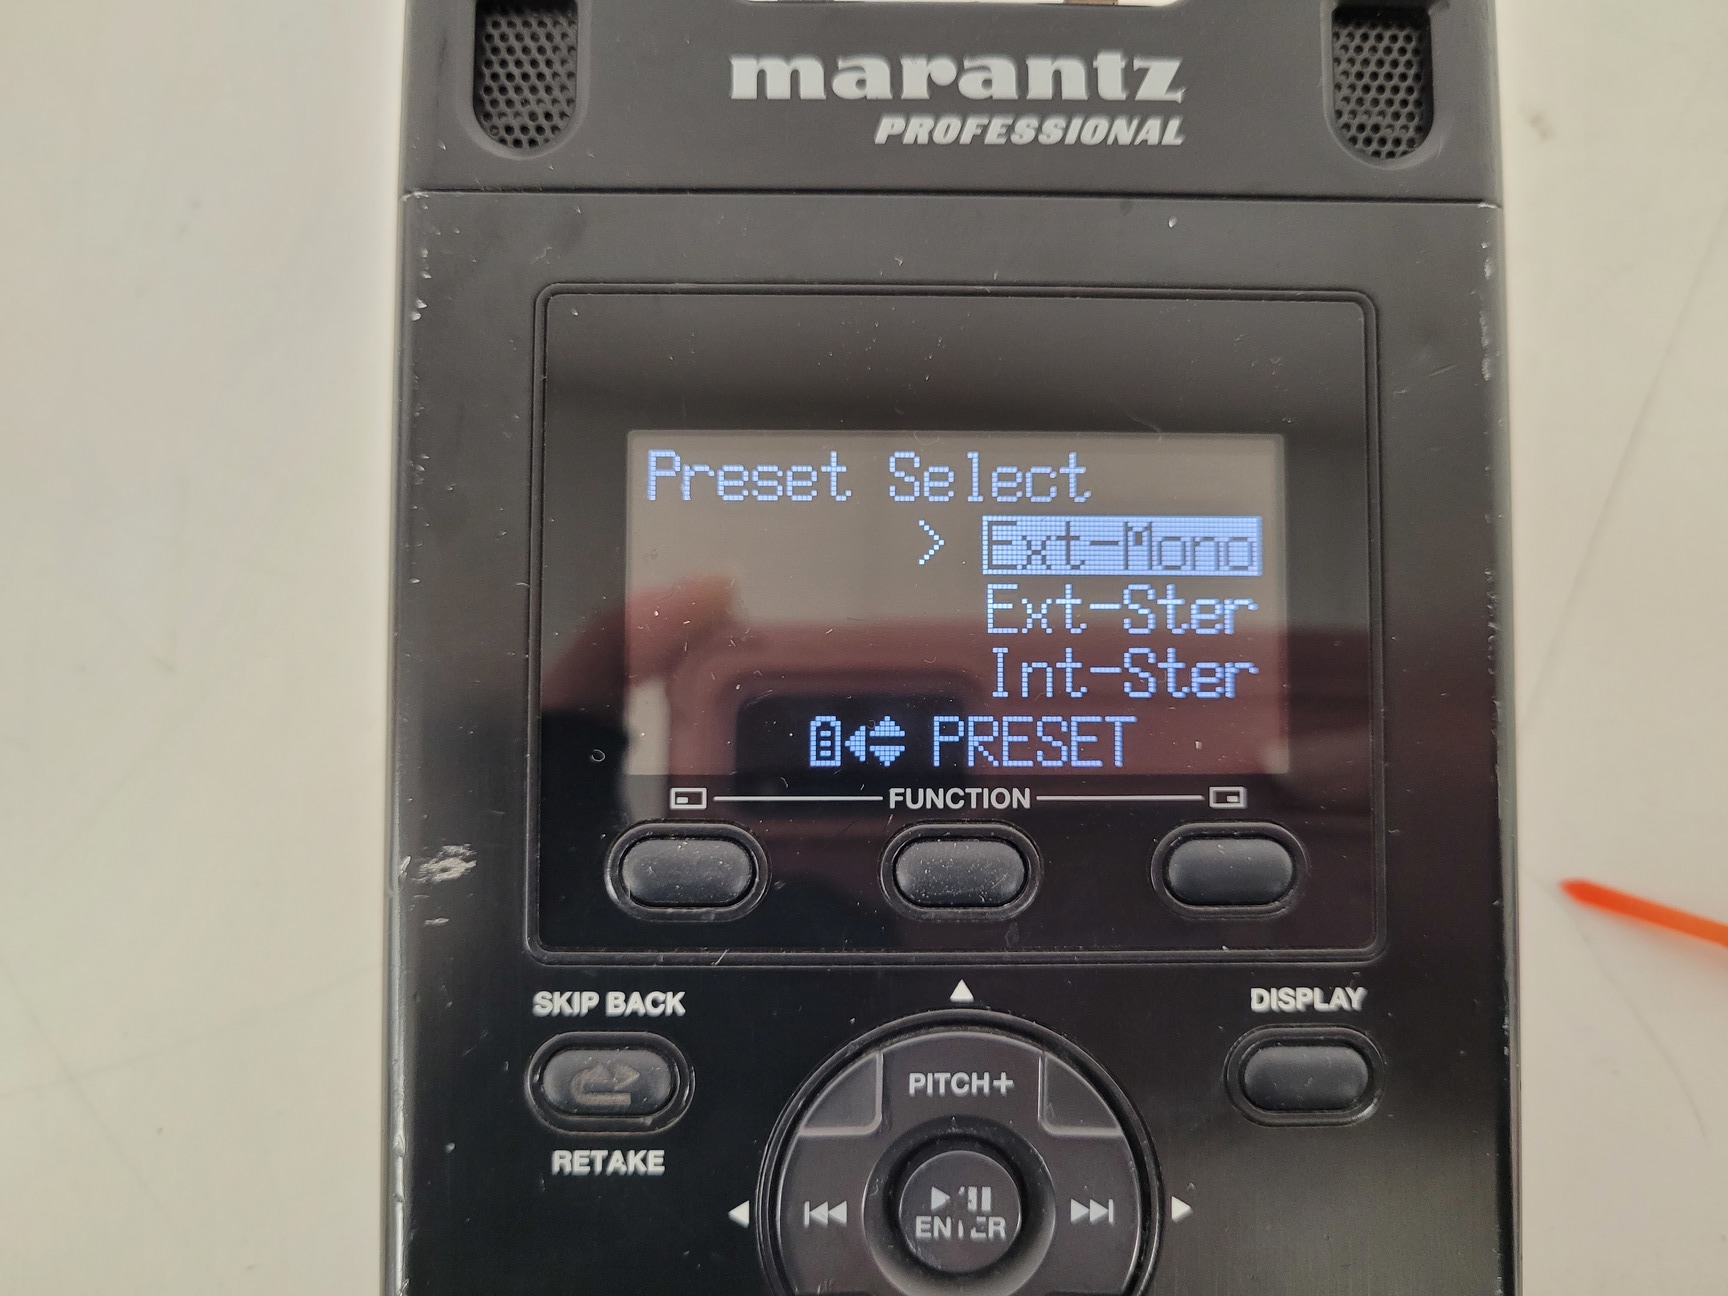 marantz
PROFESSIONAL
Preset Select
> Ext-Mono
Ext-Ster
Int-Ster
PRESET
FUNCTION
SKIP BACK
DISPLAY
PITCH+
RETAKE
ENTER